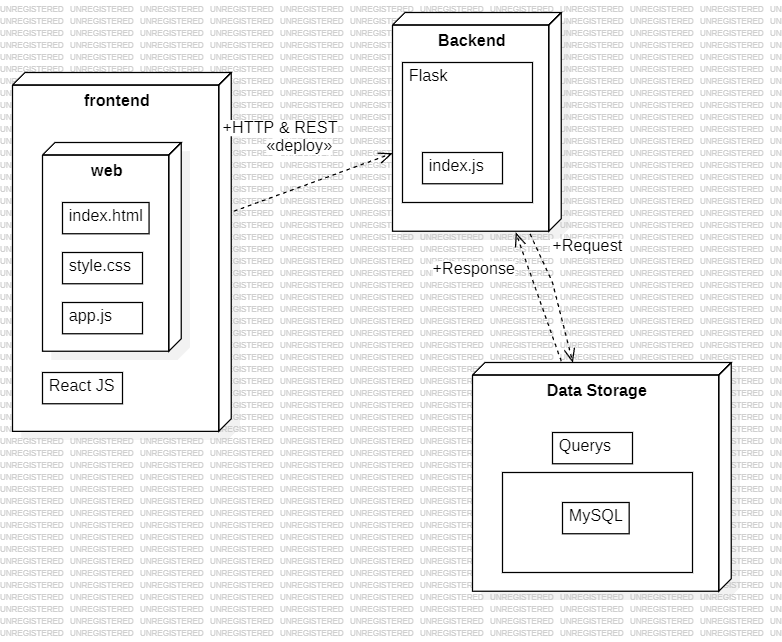 Backend
Flask
index.js
frontend
web
index.html
style.css
app.js
React JS
+HTTP & REST
«deploy»
+Request
+Response
Data Storage
Querys
MySQL
UNREGISTERED